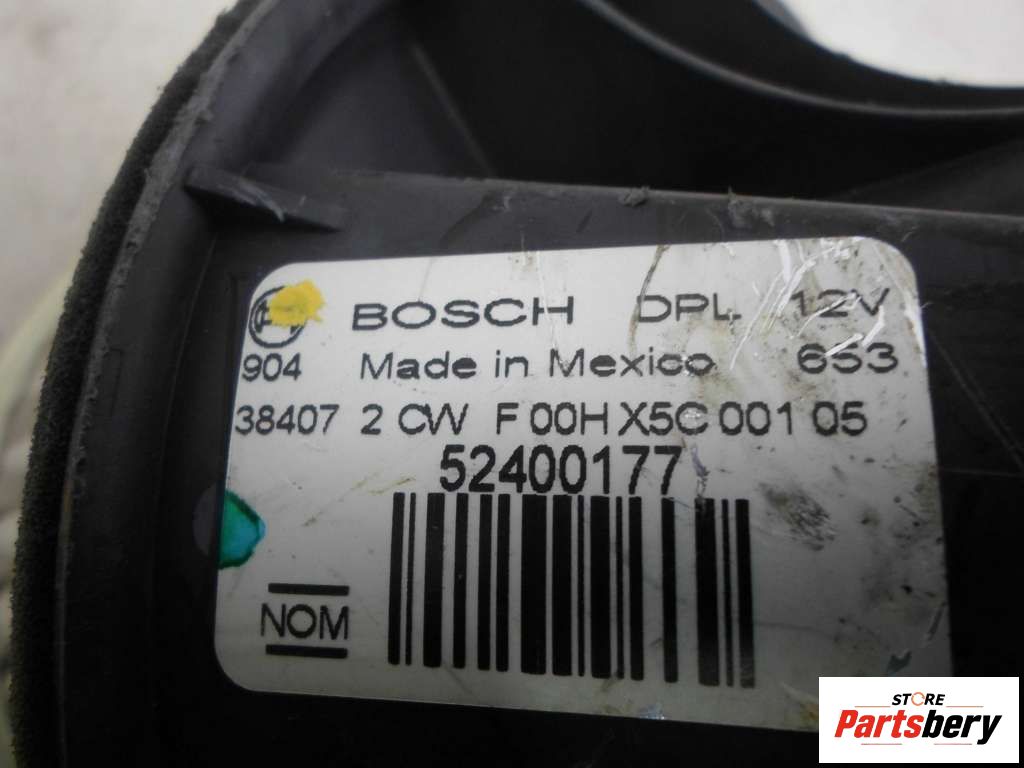 BOSCH DPL 12V
904 Made in Mexico 653
38407 2 CW F 00H X5C 001 05
52400177
NOM
STORE
Partsbery